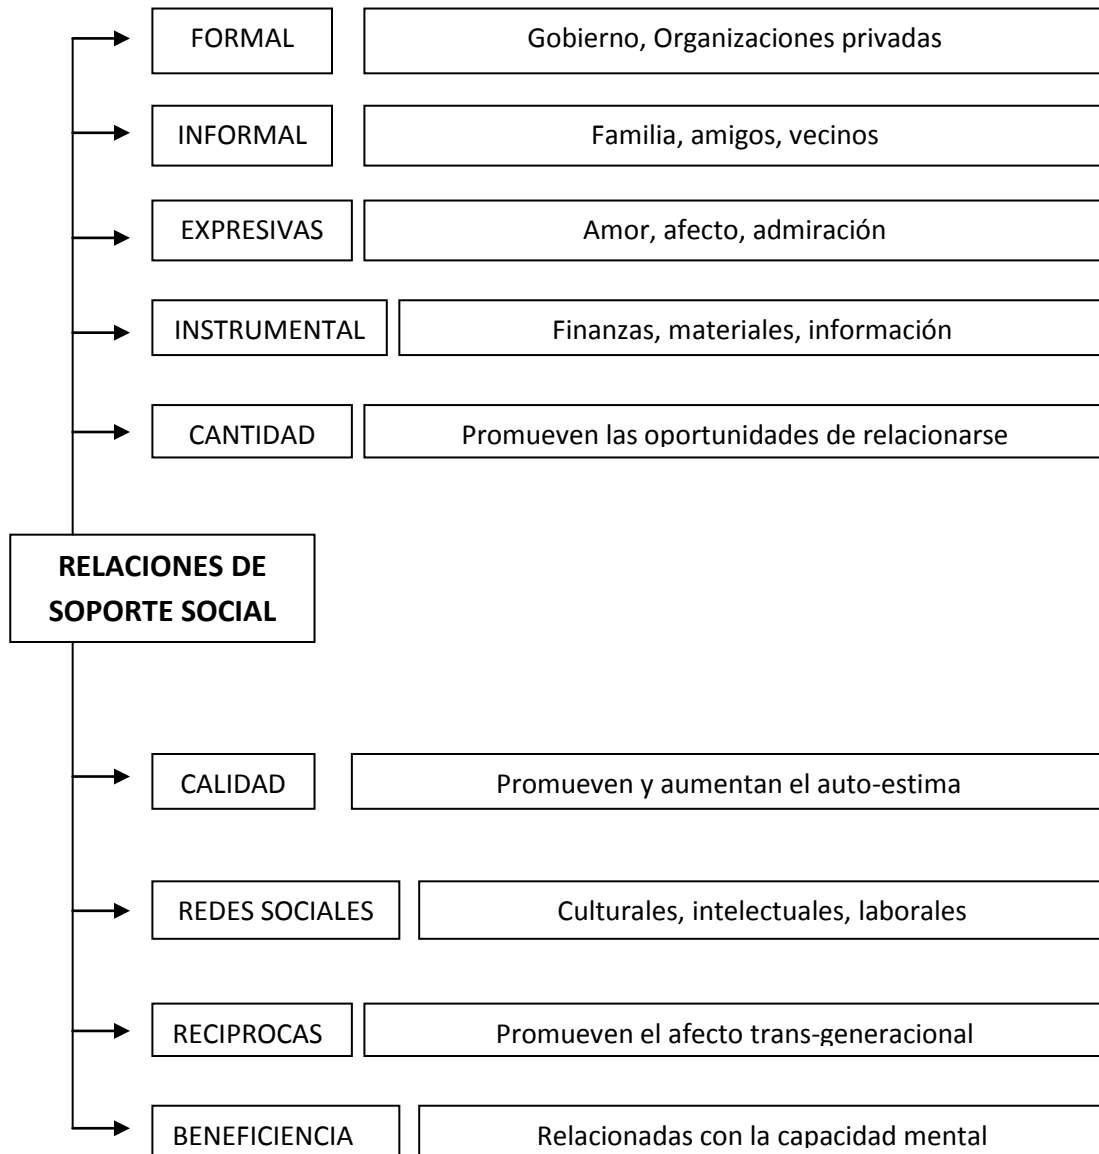 FORMAL
Gobierno, Organizaciones privadas
INFORMAL
Familia, amigos, vecinos
EXPRESIVAS
Amor, afecto, admiración
INSTRUMENTAL
Finanzas, materiales, información
CANTIDAD
Promueven las oportunidades de relacionarse
RELACIONES DE
SOPORTE SOCIAL
CALIDAD
Promueven y aumentan el auto-estima
REDES SOCIALES
Culturales, intelectuales, laborales
RECIPROCAS
Promueven el afecto trans-generacional
BENEFICIENCIA
Relacionadas con la capacidad mental